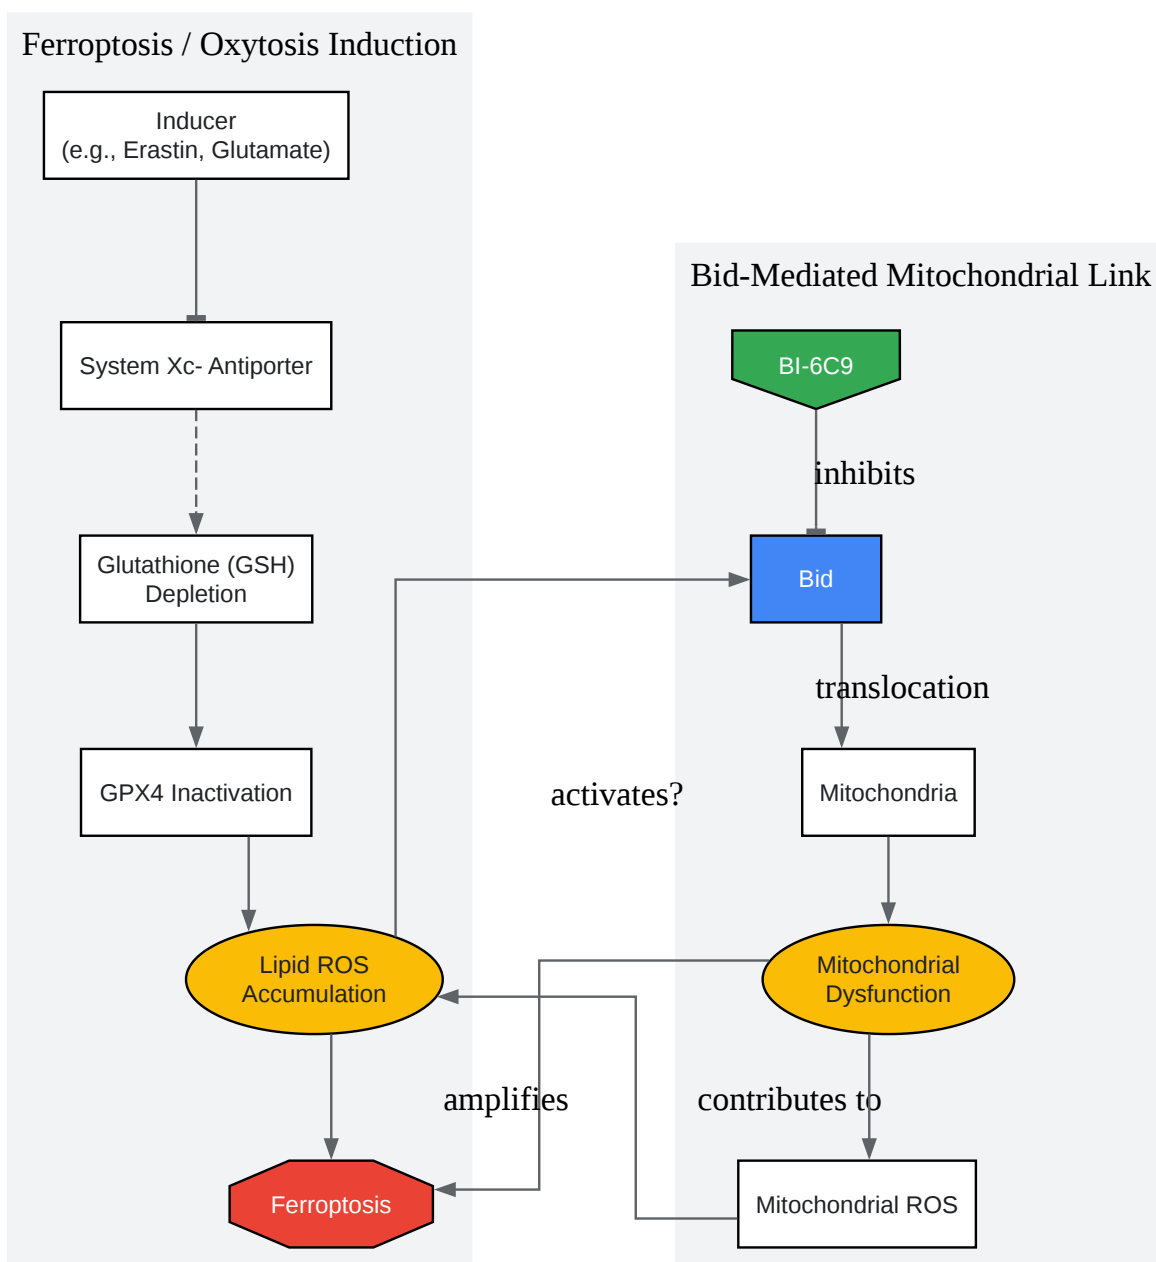 Ferroptosis / Oxytosis Induction
Inducer
(e.g., Erastin, Glutamate)
System Xc- Antiporter
Glutathione (GSH)
Depletion
GPX4 Inactivation
Lipid ROS
Accumulation
Ferroptosis
activates?
amplifies
Bid-Mediated Mitochondrial Link
BI-6C9
inhibits
Bid
translocation
Mitochondria
Mitochondrial
Dysfunction
contributes to
Mitochondrial ROS